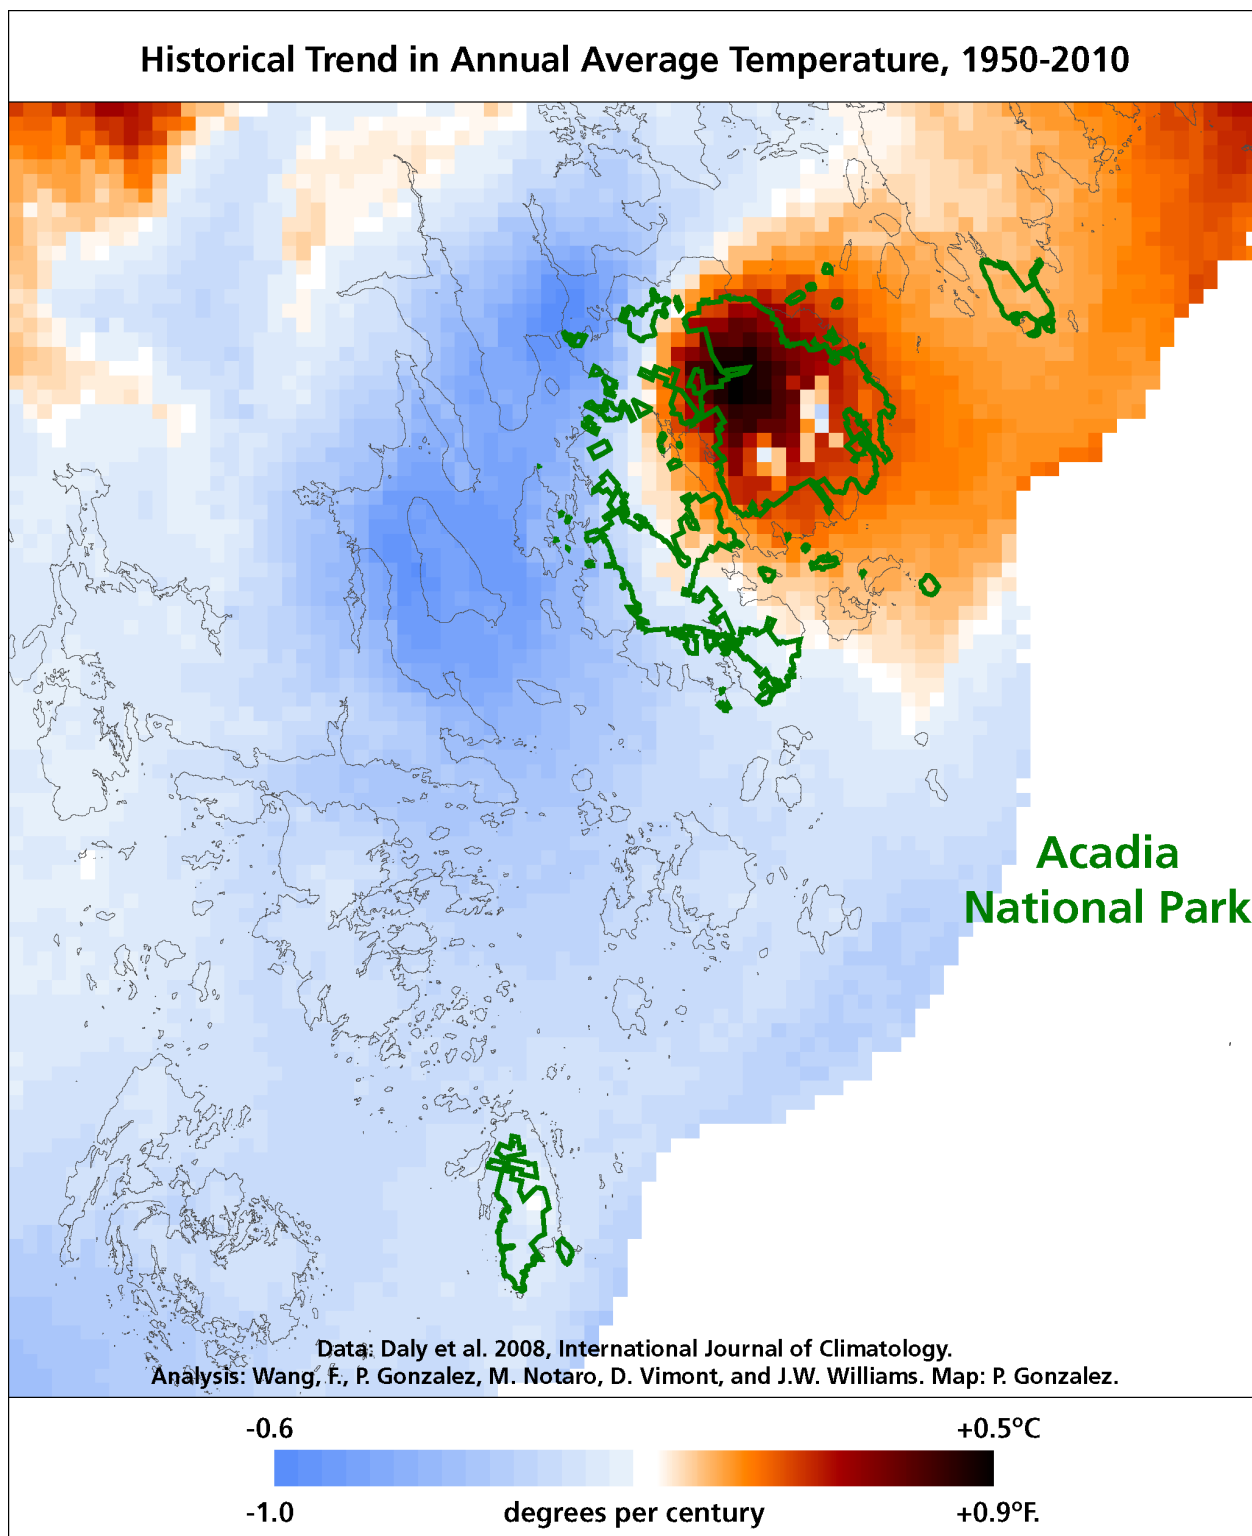 Historical Trend in Annual Average Temperature, 1950-2010
Acadia
National Park
Data: Daly et al. 2008, International Journal of Climatology.
Analysis: Wang, F., P. Gonzalez, M. Notaro, D. Vimont, and J.W. Williams. Map: P. Gonzalez.
-0.6 +0.5ºC
-1.0 degrees per century +0.9ºF.